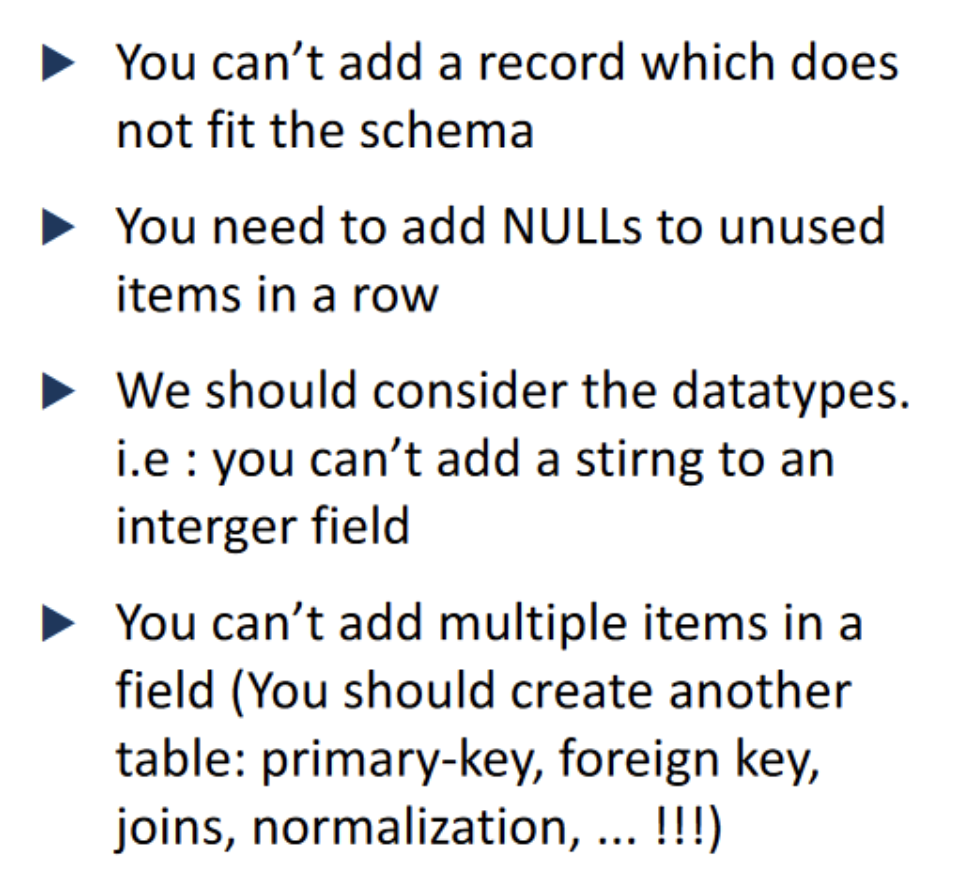 You can’t add a record which does
not fit the schema
You need to add NULLs to unused
items in a row
We should consider the datatypes.
i.e : you can’t add a stirng to an
interger field
You can’t add multiple items in a
field (You should create another
table: primary-key, foreign key,
joins, normalization, ... !!!)